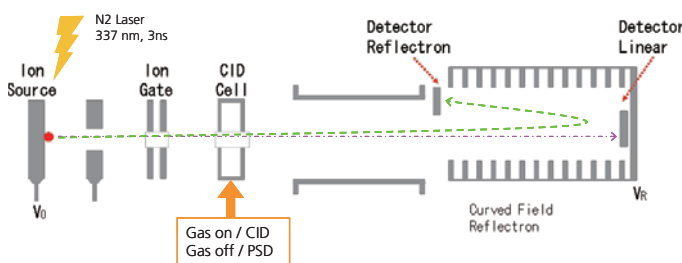 N2 Laser
337 nm, 3ns
Ion
Source
Ion
Gate
CID
Cell
Detector
Reflectron
Detector
Linear
V0
Gas on / CID
Gas off / PSD
Curved Field
Reflectron
VR